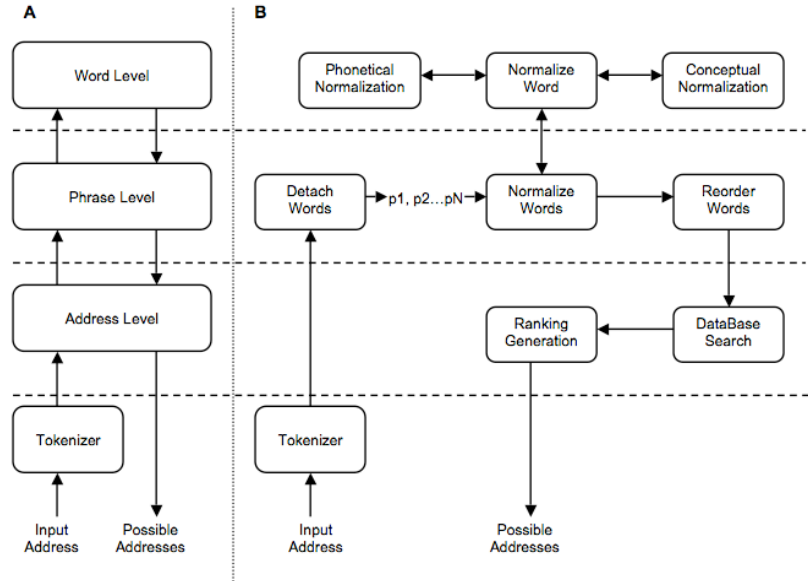 A
Word Level
Phrase Level
Address Level
Tokenizer
Input
Address
Possible
Addresses
B
Phonetical
Normalization
Normalize
Word
Conceptual
Normalization
Detach
Words
p1, p2...pN
Normalize
Words
Reorder
Words
Ranking
Generation
DataBase
Search
Tokenizer
Input
Address
Possible
Addresses